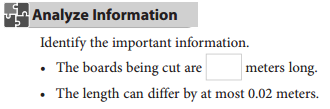 Analyze Information
Identify the important information.
• The boards being cut are meters long.
• The length can differ by at most 0.02 meters.